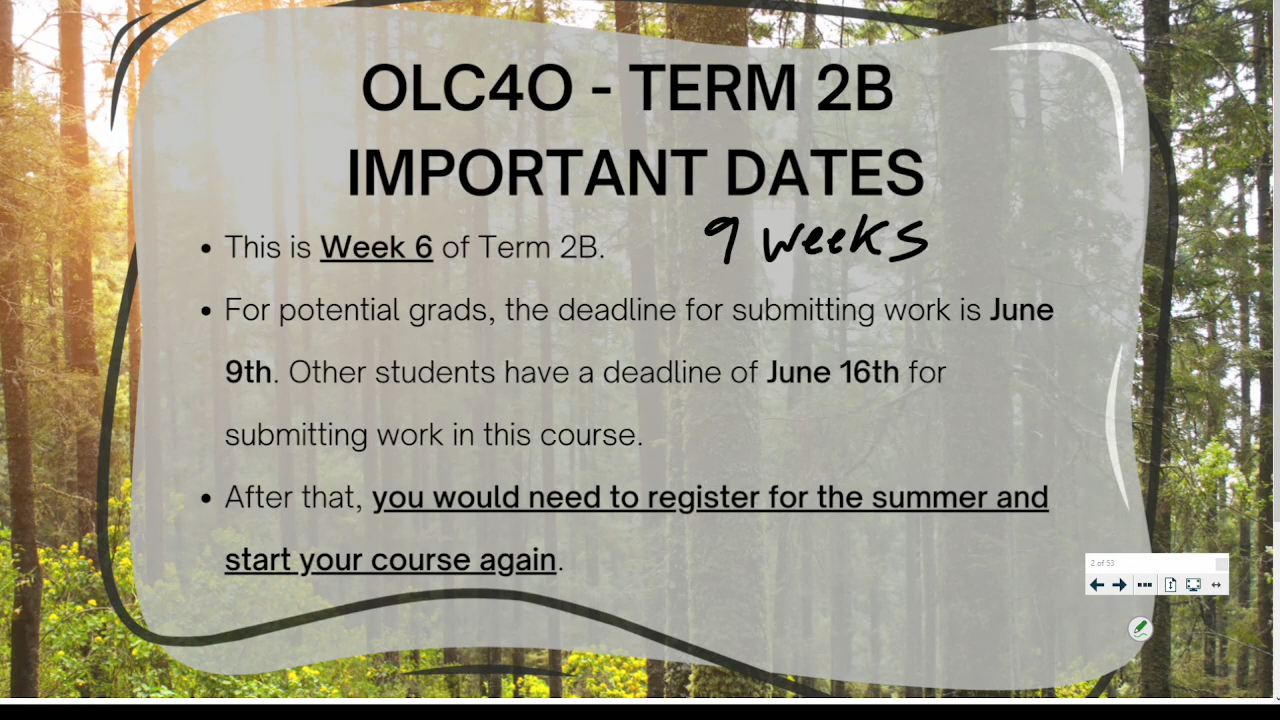 OLC4O - TERM 2B
IMPORTANT DATES
9 weeks
• This is Week 6 of Term 2B.
• For potential grads, the deadline for submitting work is June
9th. Other students have a deadline of June 16th for
submitting work in this course.
• After that, you would need to register for the summer and
start your course again.
2 of 53